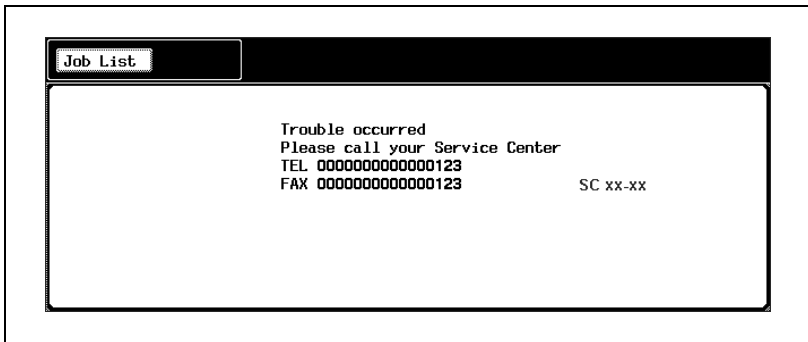 Job List
Trouble occurred
Please call your Service Center
TEL 0000000000000123
FAX 0000000000000123 SC xx-xx